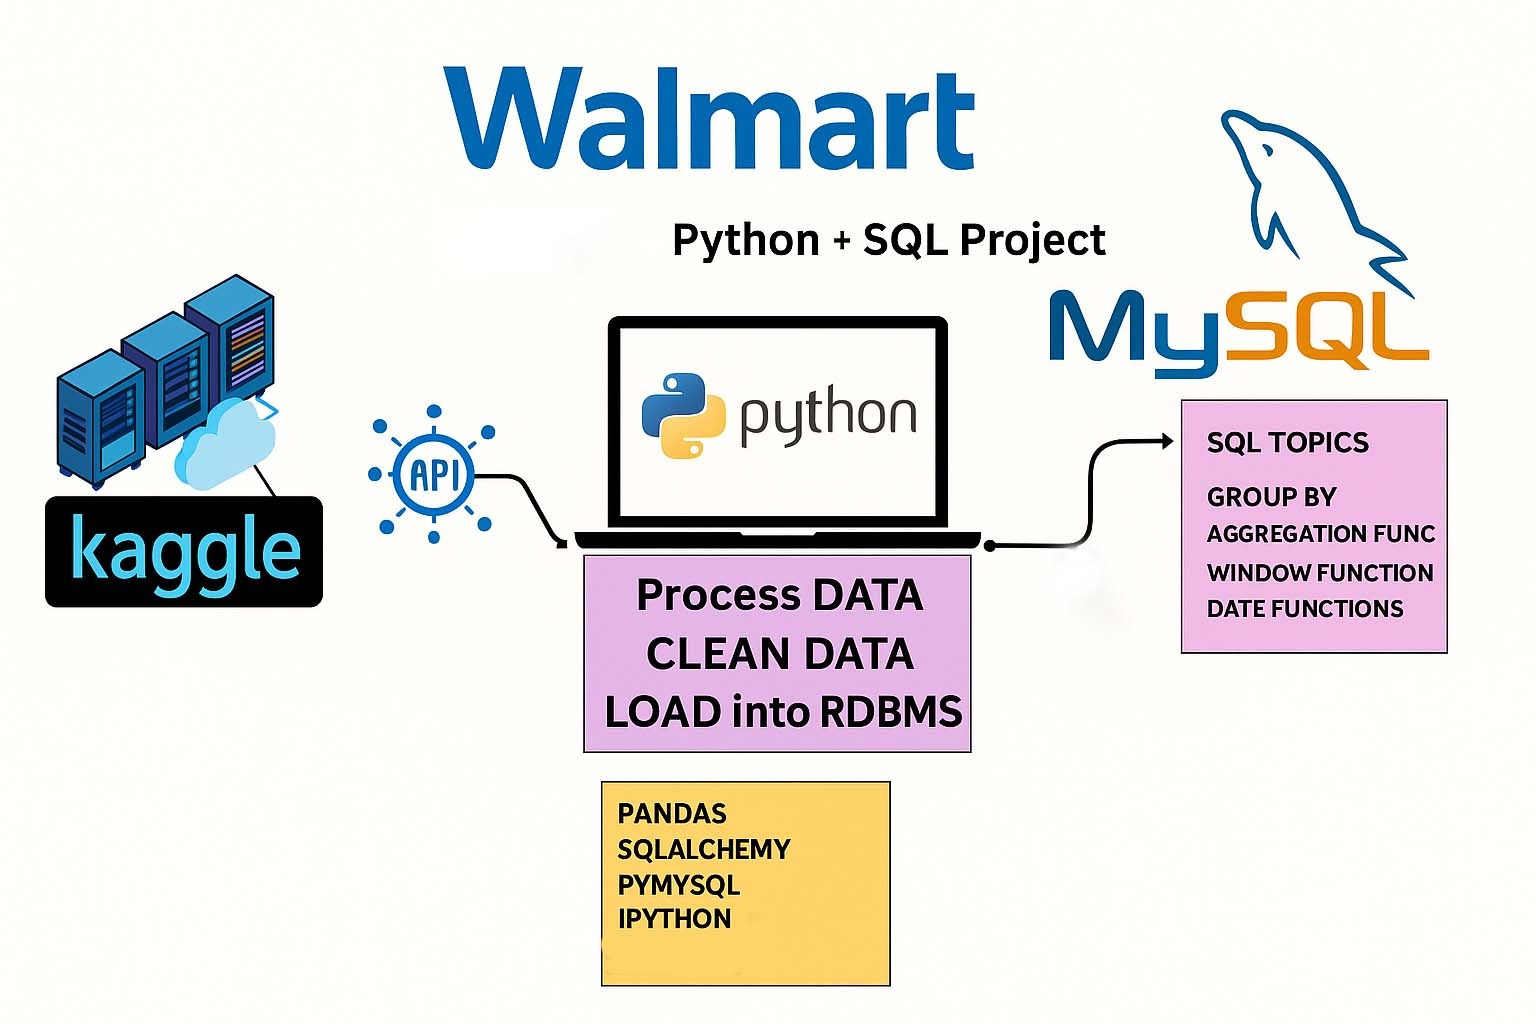 Walmart
Python + SQL Project
MySQL
kaggle
API
python
Process DATA
CLEAN DATA
LOAD into RDBMS
SQL TOPICS
GROUP BY
AGGREGATION FUNC
WINDOW FUNCTION
DATE FUNCTIONS
PANDAS
SQLALCHEMY
PYMYSQL
IPYTHON